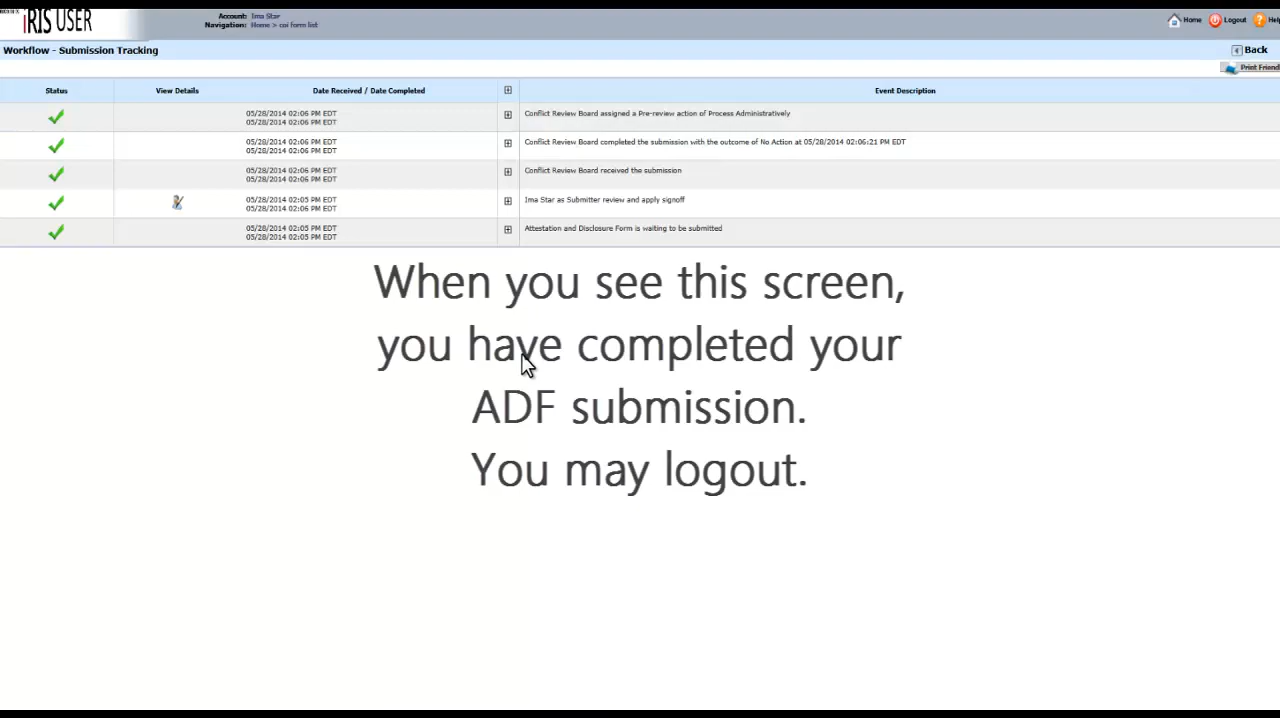 iRIS USER
Account: Ima Star
Navigation: Home > coi form list
Home Logout Help
Workflow - Submission Tracking
Back
Print Friend
Status View Details Date Received / Date Completed Event Description
05/28/2014 02:06 PM EDT
05/28/2014 02:06 PM EDT
Conflict Review Board assigned a Pre-review action of Process Administratively
05/28/2014 02:06 PM EDT
05/28/2014 02:06 PM EDT
Conflict Review Board completed the submission with the outcome of No Action at 05/28/2014 02:06:21 PM EDT
05/28/2014 02:06 PM EDT
05/28/2014 02:06 PM EDT
Conflict Review Board received the submission
05/28/2014 02:05 PM EDT
05/28/2014 02:06 PM EDT
Ima Star as Submitter review and apply signoff
05/28/2014 02:05 PM EDT
05/28/2014 02:05 PM EDT
Attestation and Disclosure Form is waiting to be submitted
When you see this screen,
you have completed your
ADF submission.
You may logout.